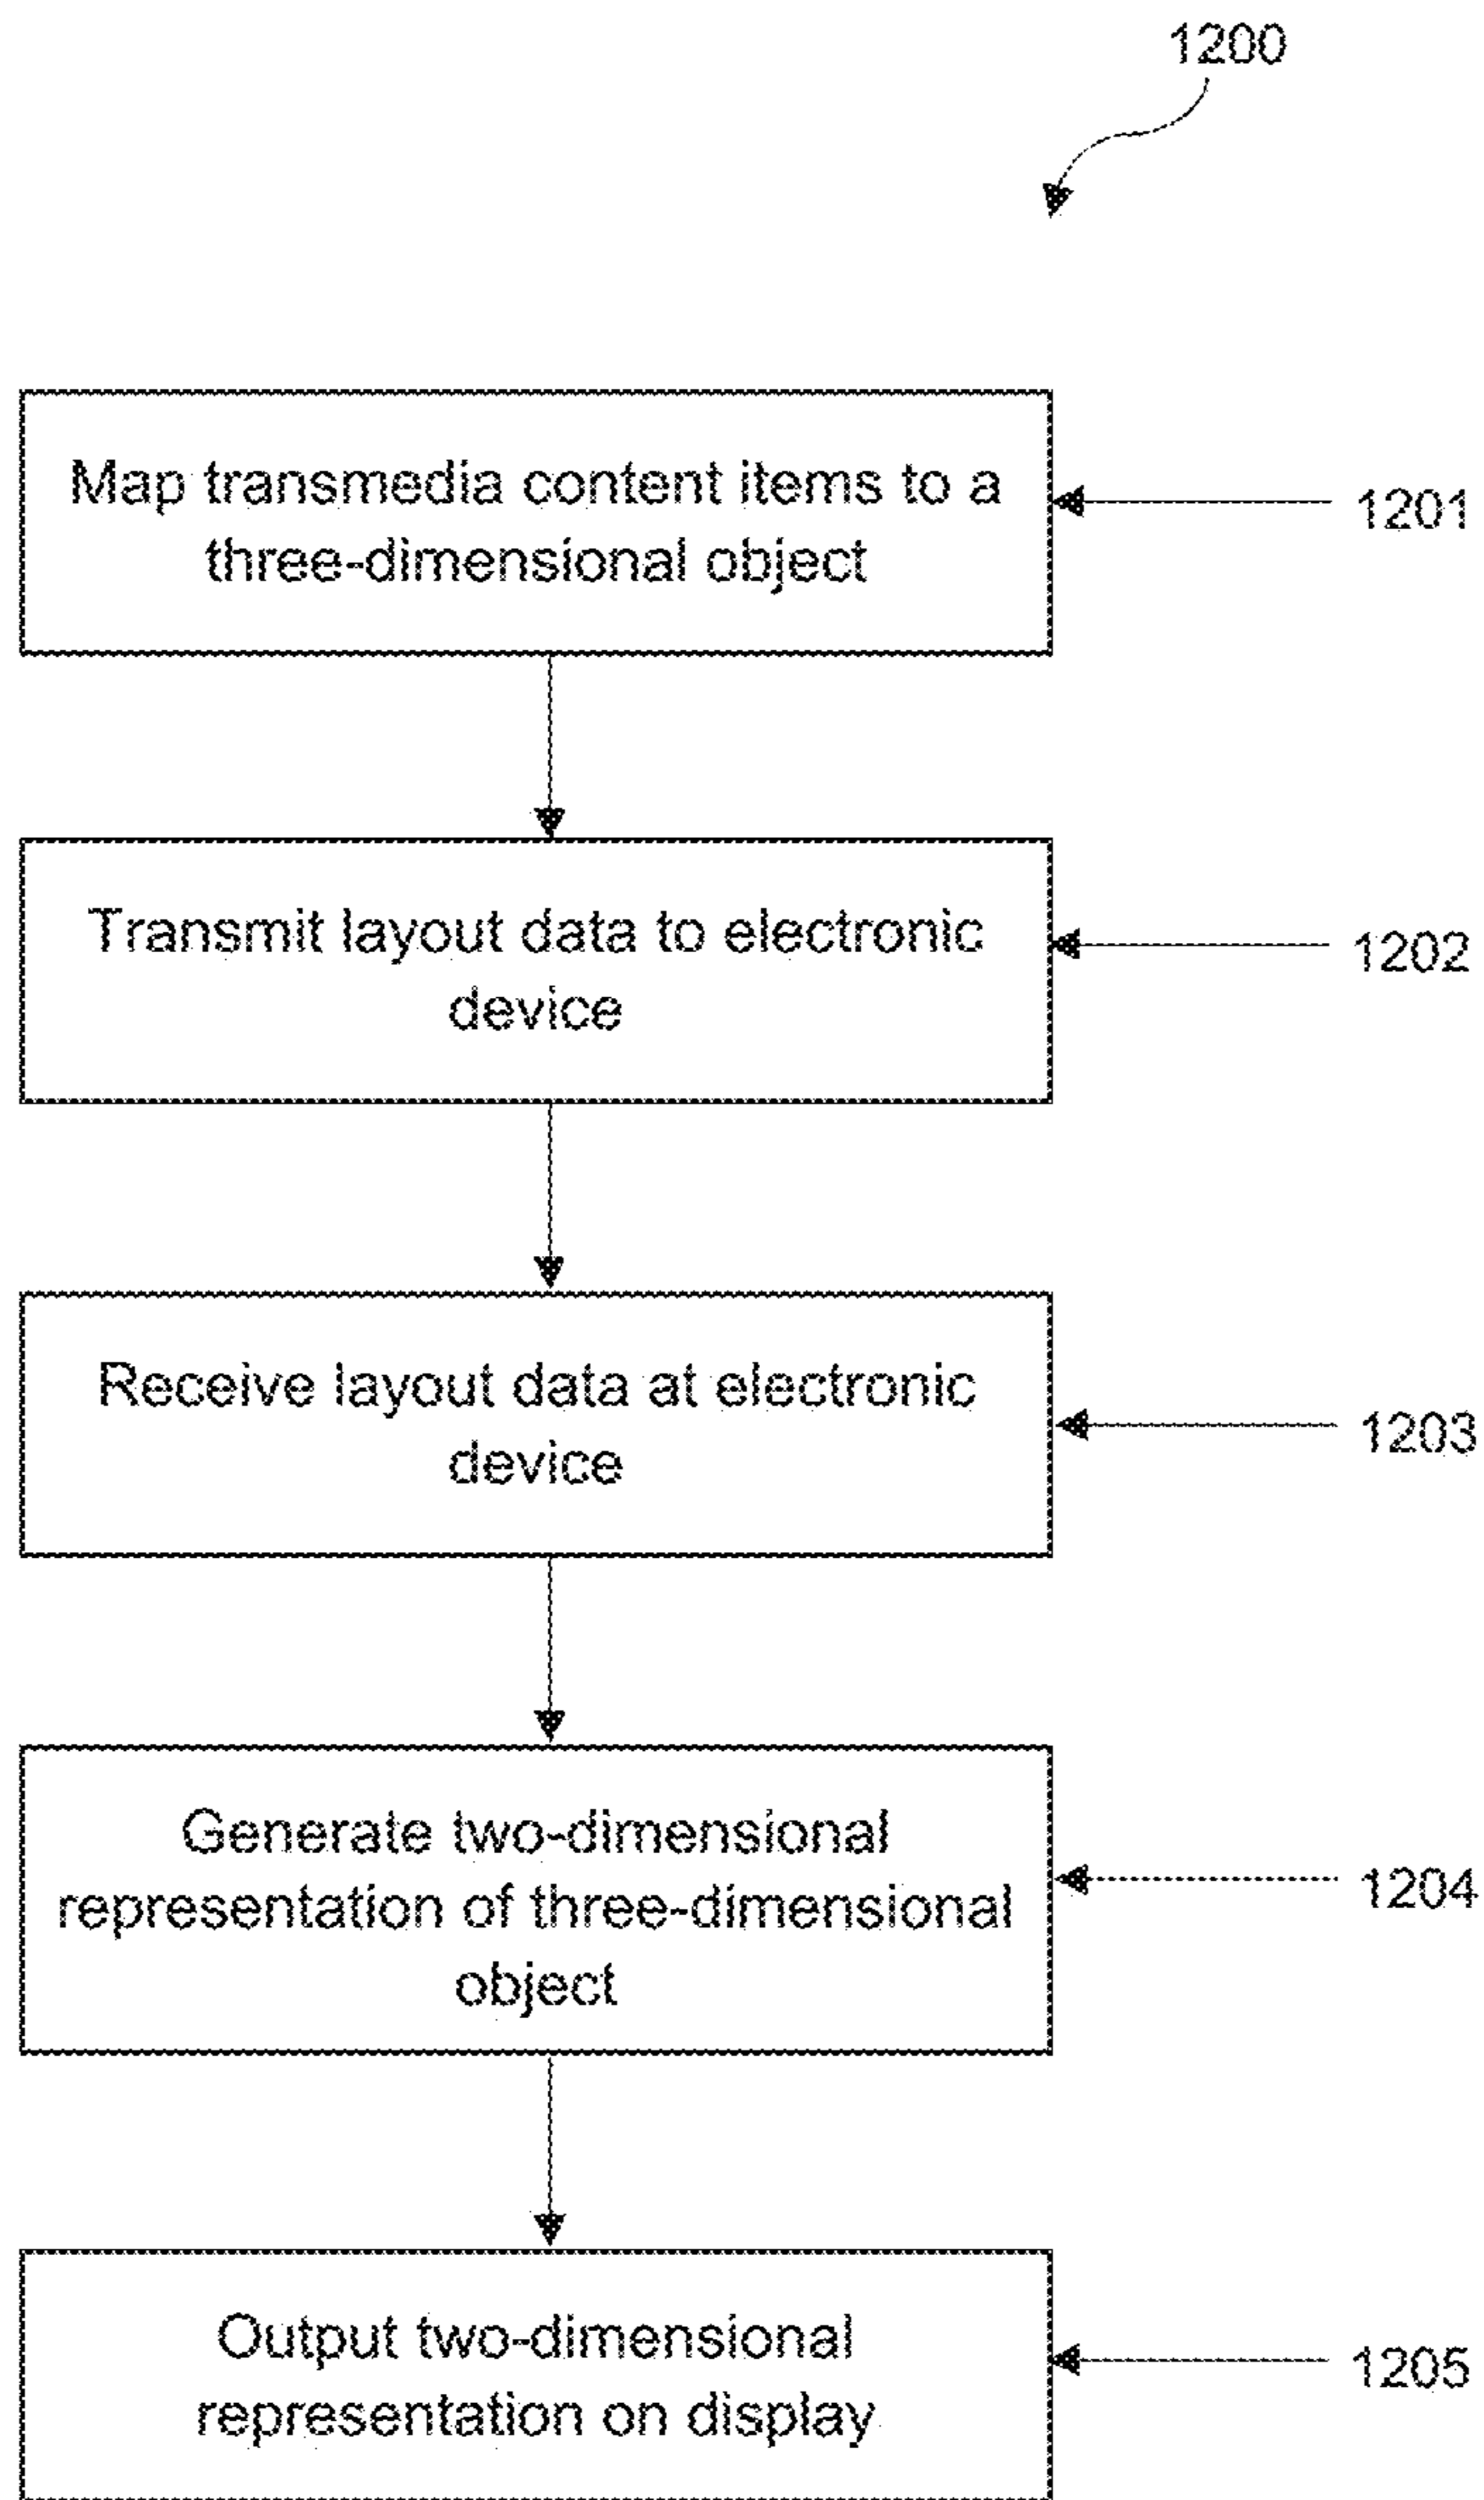 1200
Map transmedia content items to a
three-dimensional object
1201
Transmit layout data to electronic
device
1202
Receive layout data at electronic
device
1203
Generate two-dimensional
representation of three-dimensional
object
1204
Output two-dimensional
representation on display
1205